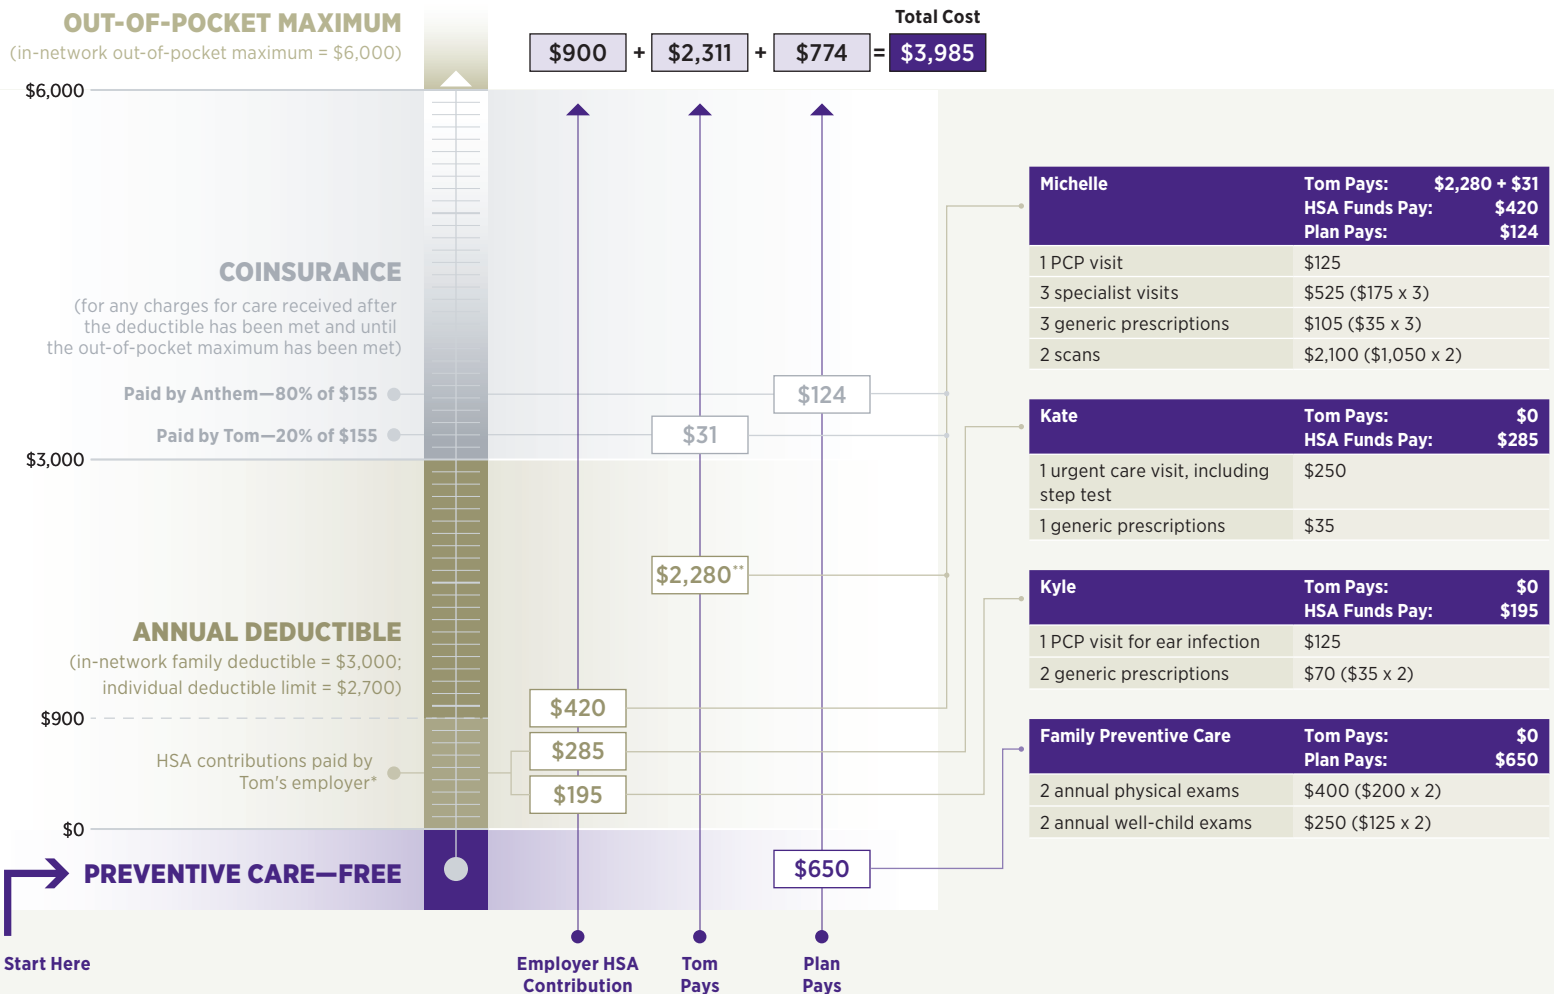 OUT-OF-POCKET MAXIMUM
(in-network out-of-pocket maximum = $6,000)
Total Cost
$900 + $2,311 + $774 = $3,985
$6,000
COINSURANCE
(for any charges for care received after
the deductible has been met and until
the out-of-pocket maximum has been met)
Paid by Anthem—80% of $155
$124
Paid by Tom—20% of $155
$31
$3,000
$2,280**
ANNUAL DEDUCTIBLE
(in-network family deductible = $3,000;
individual deductible limit = $2,700)
$900
$420
$285
$195
HSA contributions paid by
Tom's employer*
$0
PREVENTIVE CARE—FREE
$650
Start Here
Employer HSA
Contribution
Tom
Pays
Plan
Pays
Michelle Tom Pays: $2,280 + $31
HSA Funds Pay: $420
Plan Pays: $124
1 PCP visit $125
3 specialist visits $525 ($175 x 3)
3 generic prescriptions $105 ($35 x 3)
2 scans $2,100 ($1,050 x 2)
Kate Tom Pays: $0
HSA Funds Pay: $285
1 urgent care visit, including $250
step test
1 generic prescriptions $35
Kyle Tom Pays: $0
HSA Funds Pay: $195
1 PCP visit for ear infection $125
2 generic prescriptions $70 ($35 x 2)
Family Preventive Care Tom Pays: $0
Plan Pays: $650
2 annual physical exams $400 ($200 x 2)
2 annual well-child exams $250 ($125 x 2)